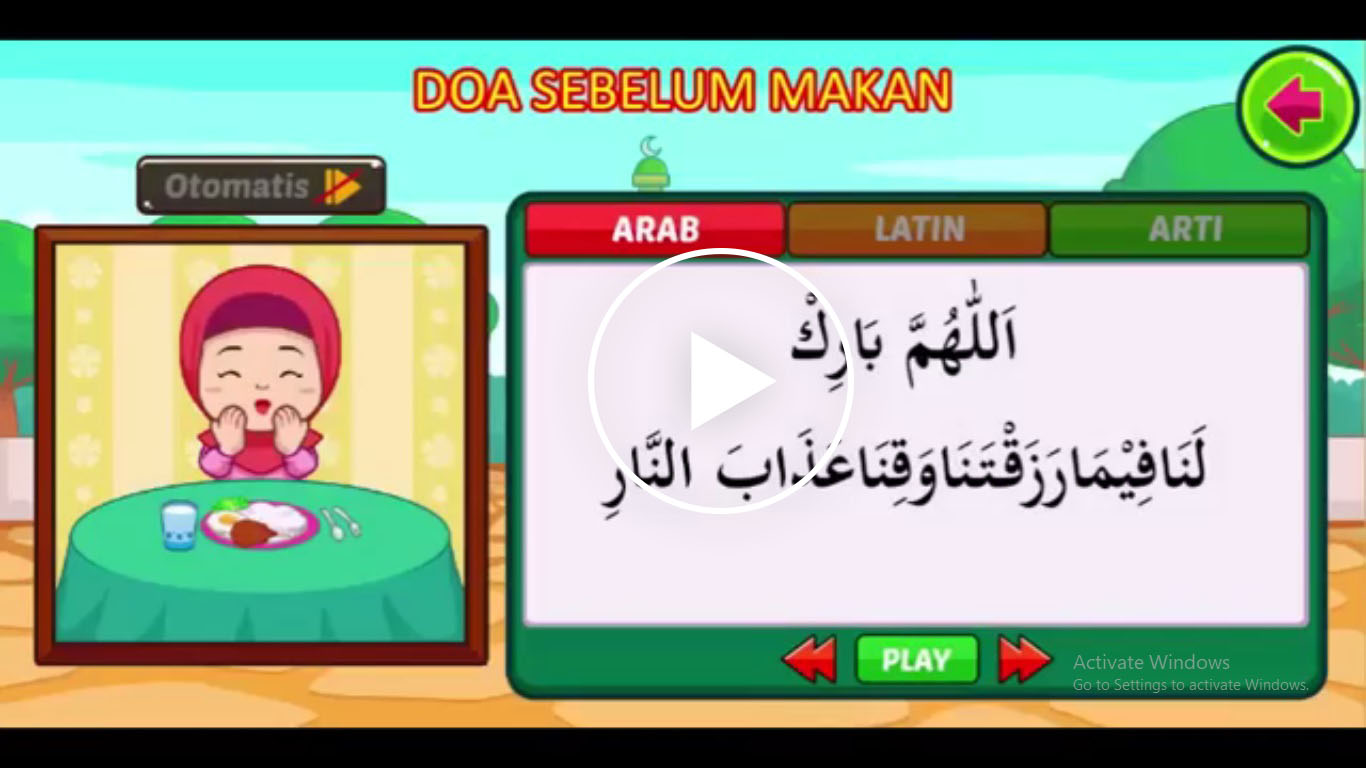 DOA SEBELUM MAKAN
Otomatis
ARAB
LATIN
ARTI
اَللّٰهُمَّ بَارِكْ
لَنَافِيْمَارَزَقْتَنَاوَقِنَاعَذَابَ النَّارِ
PLAY
Activate Windows
Go to Settings to activate Windows.